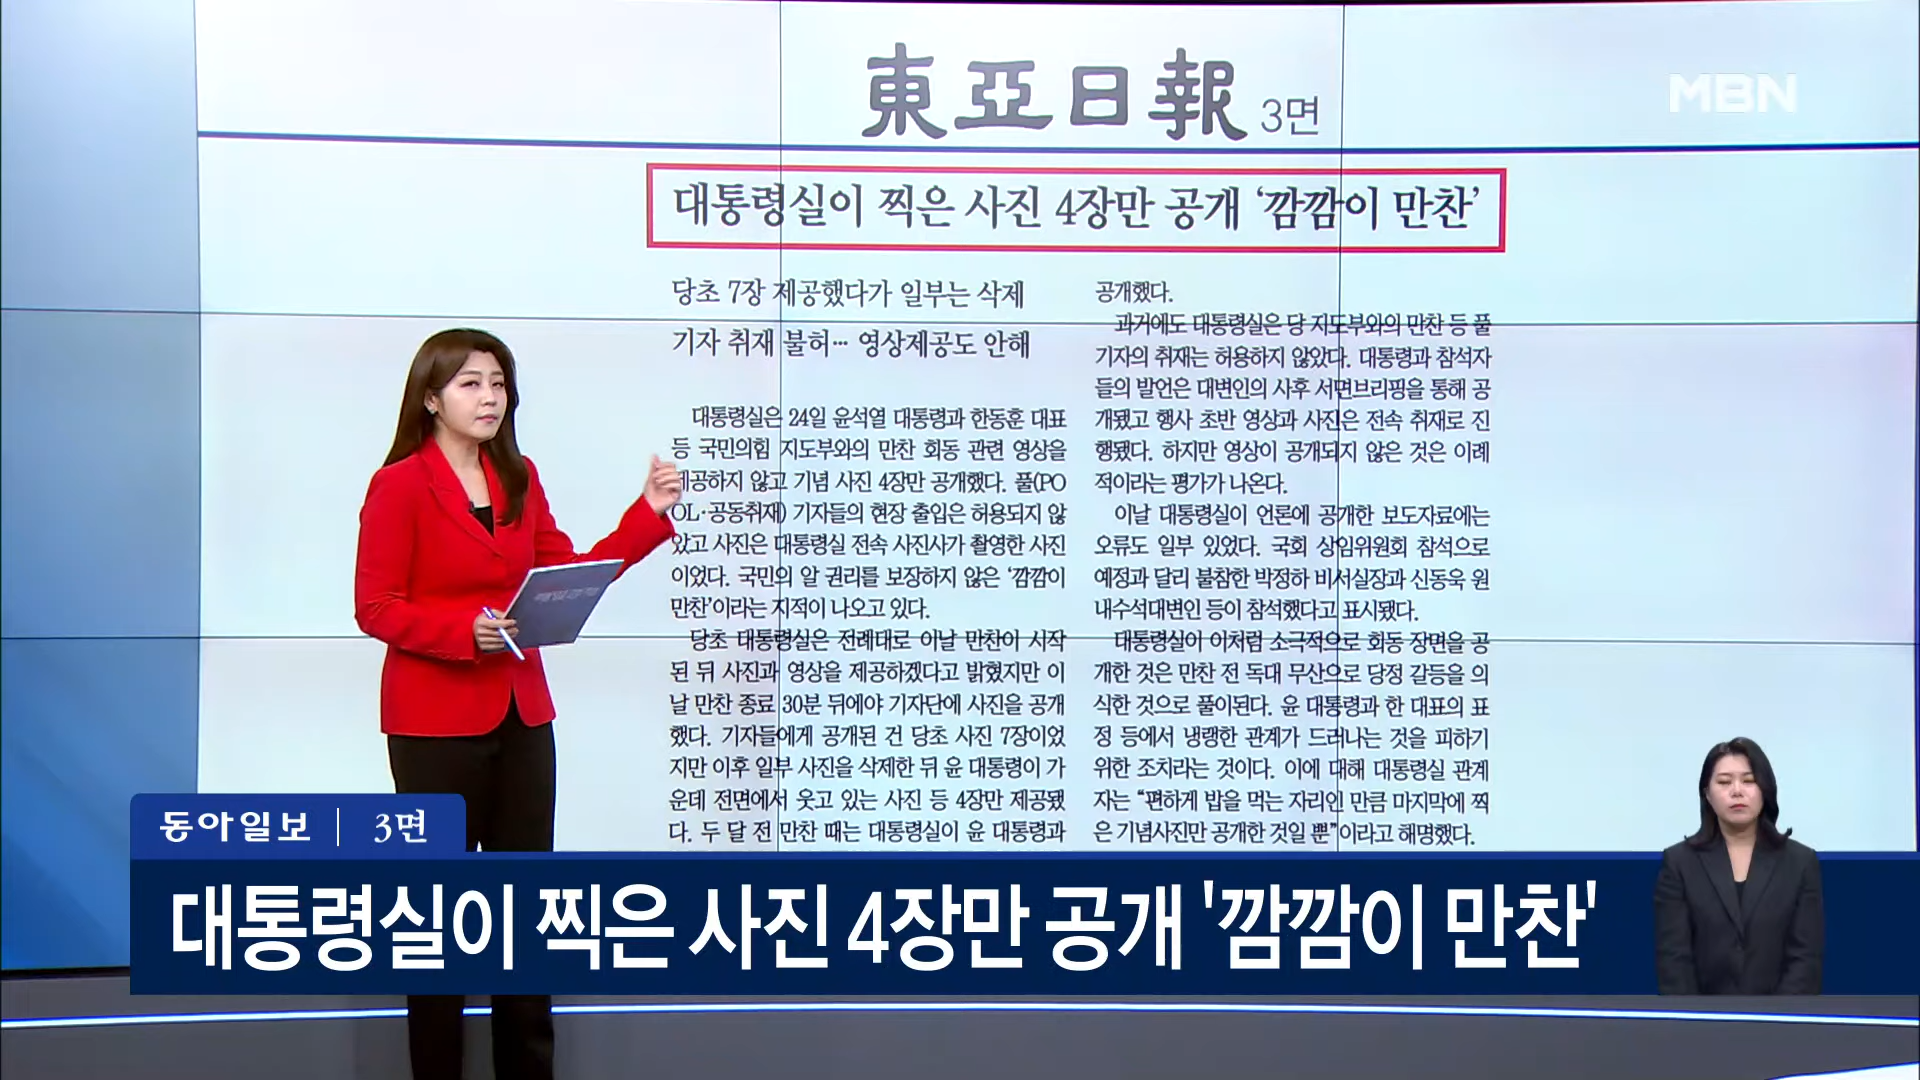 東亞日報 3면
MBN
대통령실이 찍은 사진 4장만 공개 ‘깜깜이 만찬’
당초 7장 제공했다가 일부는 삭제
기자 취재 불허… 영상제공도 안해
대통령실은 24일 윤석열 대통령과 한동훈 대표
등 국민의힘 지도부와의 만찬 회동 관련 영상을
제공하지 않고 기념 사진 4장만 공개했다. 풀(PO
OL·공동취재) 기자들의 현장 출입은 허용되지 않
았고 사진은 대통령실 전속 사진사가 촬영한 사진
이었다. 국민의 알 권리를 보장하지 않은 ‘깜깜이
만찬’이라는 지적이 나오고 있다.
당초 대통령실은 전례대로 이날 만찬이 시작
된 뒤 사진과 영상을 제공하겠다고 밝혔지만 이
날 만찬 종료 30분 뒤에야 기자단에 사진을 공개
했다. 기자들에게 공개된 건 당초 사진 7장이었
지만 이후 일부 사진을 삭제한 뒤 윤 대통령이 가
운데 전면에서 웃고 있는 사진 등 4장만 제공됐
다. 두 달 전 만찬 때는 대통령실이 윤 대통령과
공개했다.
과거에도 대통령실은 당 지도부와의 만찬 등 풀
기자의 취재는 허용하지 않았다. 대통령과 참석자
들의 발언은 대변인의 사후 서면브리핑을 통해 공
개됐고 행사 초반 영상과 사진은 전속 취재로 진
행됐다. 하지만 영상이 공개되지 않은 것은 이례
적이라는 평가가 나온다.
이날 대통령실이 언론에 공개한 보도자료에는
오류도 일부 있었다. 국회 상임위원회 참석으로
예정과 달리 불참한 박정하 비서실장과 신동욱 원
내수석대변인 등이 참석했다고 표시됐다.
대통령실이 이처럼 소극적으로 회동 장면을 공
개한 것은 만찬 전 독대 무산으로 당정 갈등을 의
식한 것으로 풀이된다. 윤 대통령과 한 대표의 표
정 등에서 냉랭한 관계가 드러나는 것을 피하기
위한 조치라는 것이다. 이에 대해 대통령실 관계
자는 “편하게 밥을 먹는 자리인 만큼 마지막에 찍
은 기념사진만 공개한 것일 뿐”이라고 해명했다.
동아일보 | 3면
대통령실이 찍은 사진 4장만 공개 '깜깜이 만찬'